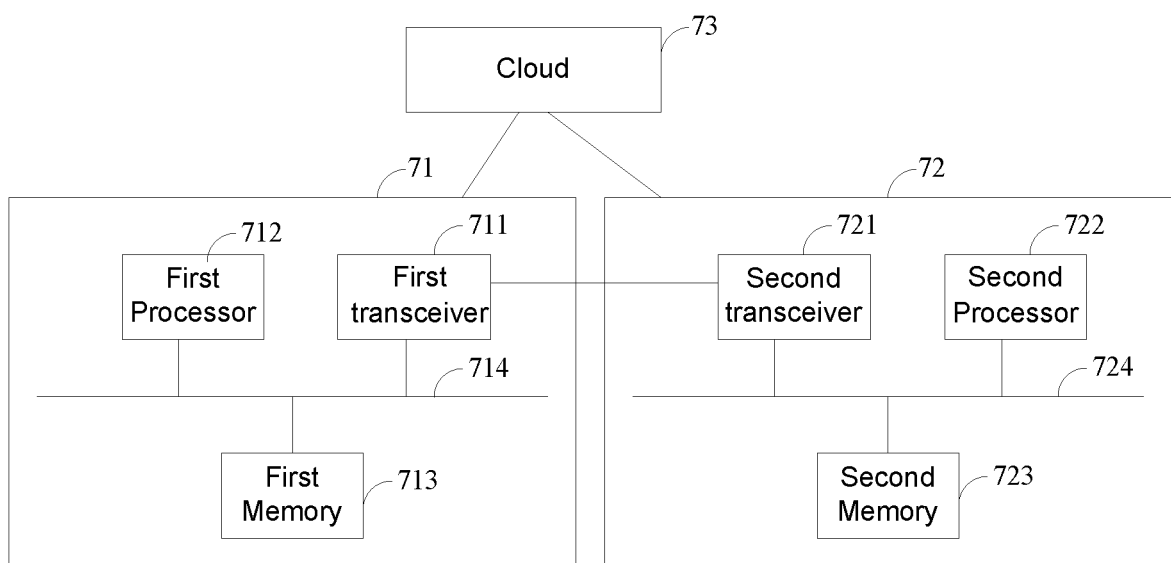 73
Cloud
71
72
712
711
721
722
First
Processor
First
transceiver
Second
transceiver
Second
Processor
714
724
First
Memory
713
Second
Memory
723